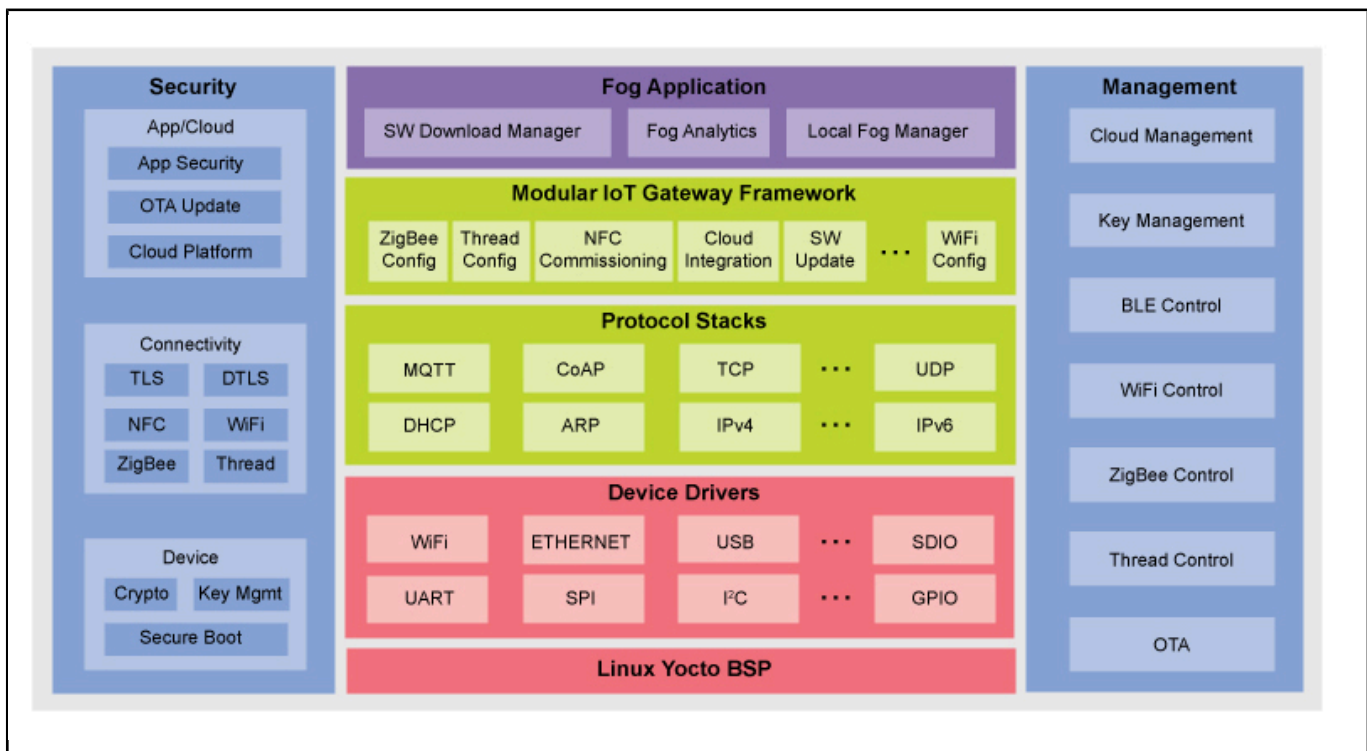 Security
App/Cloud
App Security
OTA Update
Cloud Platform
Connectivity
TLS DTLS
NFC WiFi
ZigBee Thread
Device
Crypto Key Mgmt
Secure Boot
Fog Application
SW Download Manager Fog Analytics Local Fog Manager
Modular IoT Gateway Framework
ZigBee Config Thread Config NFC Commissioning Cloud Integration SW Update ... WiFi Config
Protocol Stacks
MQTT CoAP TCP ... UDP
DHCP ARP IPv4 ... IPv6
Device Drivers
WiFi ETHERNET USB ... SDIO
UART SPI I²C ... GPIO
Linux Yocto BSP
Management
Cloud Management
Key Management
BLE Control
WiFi Control
ZigBee Control
Thread Control
OTA